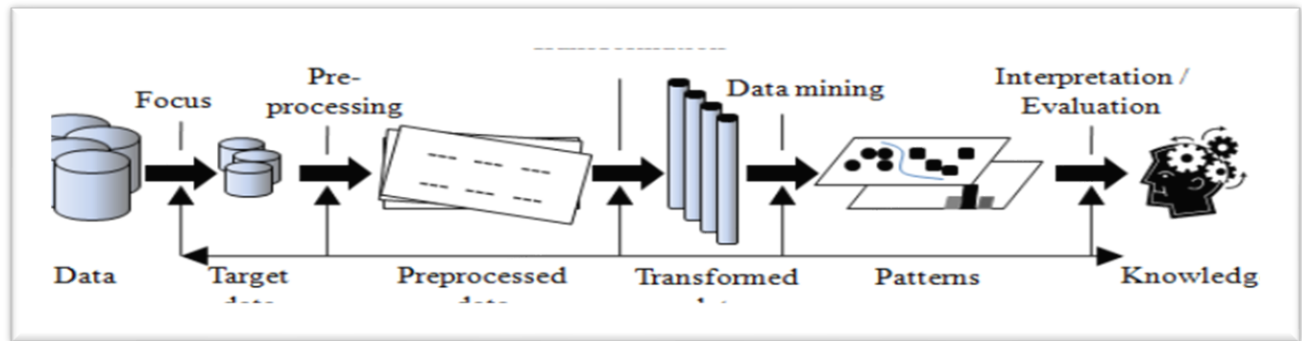 Focus
Pre-
processing
Data mining
Interpretation /
Evaluation
Data
Target
Preprocessed
Transformed
Patterns
Knowledg